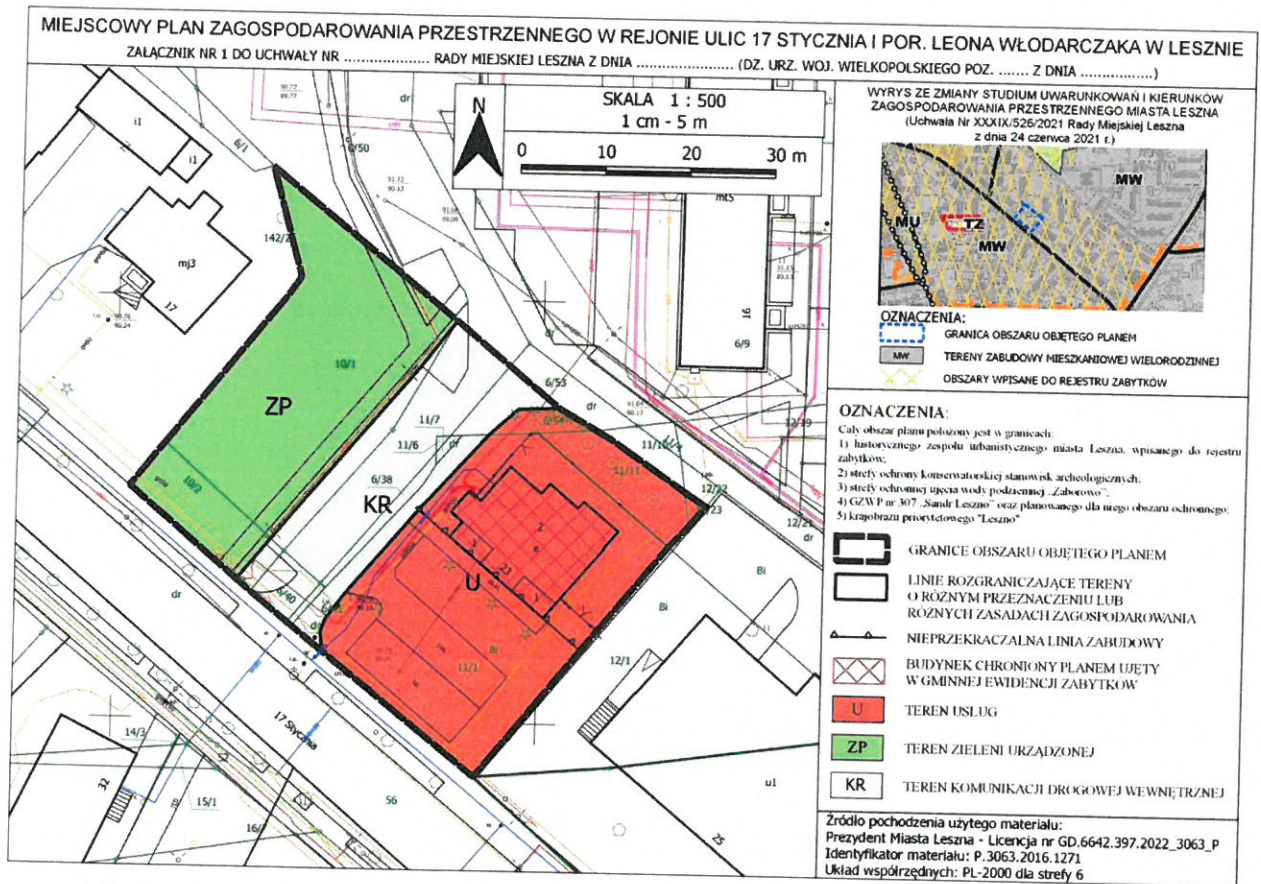 MIEJSCOWY PLAN ZAGOSPODAROWANIA PRZESTRZENNEGO W REJONIE ULIC 17 STYCZNIA I POR. LEONA WŁODARCZAKA W LESZNIE
ZAŁĄCZNIK NR 1 DO UCHWAŁY NR .................. RADY MIEJSKIEJ LESZNA Z DNIA .................... (DZ. URZ. WOJ. WIELKOPOLSKIEGO POZ. ....... Z DNIA ...............)
N
SKALA 1 : 500
1 cm - 5 m
0 10 20 30 m
i1
i1
6/1
dr
6/50
142/2
mj3
17
10/1
ZP
10/2
11/7
11/6
dr
6/38
KR
6/40
dr
dr
6/53
dr
11/10
11/11
12/19
12/22
12/21
dr
mt5
16
6/9
2
e
23
U
Bi
11/1
Bi
Bi
12/1
17 Stycznia
14/3
32
15/1
56
25
u1
WYRYS ZE ZMIANY STUDIUM UWARUNKOWAŃ I KIERUNKÓW
ZAGOSPODAROWANIA PRZESTRZENNEGO MIASTA LESZNA
(Uchwała Nr XXXIX/526/2021 Rady Miejskiej Leszna
z dnia 24 czerwca 2021 r.)
MW
MU
TZ
MW
OZNACZENIA:
GRANICA OBSZARU OBJĘTEGO PLANEM
MW TERENY ZABUDOWY MIESZKANIOWEJ WIELORODZINNEJ
OBSZARY WPISANE DO REJESTRU ZABYTKÓW
OZNACZENIA:
Cały obszar planu położony jest w granicach:
1) historycznego zespołu urbanistycznego miasta Leszna, wpisanego do rejestru
zabytków;
2) strefy ochrony konserwatorskiej stanowisk archeologicznych;
3) strefy ochronnej ujęcia wody podziemnej „Zaborowo”;
4) GZWP nr 307 „Sandr Leszno” oraz planowanego dla niego obszaru ochronnego;
5) krajobrazu priorytetowego "Leszno"
GRANICE OBSZARU OBJĘTEGO PLANEM
LINIE ROZGRANICZAJĄCE TERENY
O RÓŻNYM PRZEZNACZENIU LUB
RÓŻNYCH ZASADACH ZAGOSPODAROWANIA
NIEPRZEKRACZALNA LINIA ZABUDOWY
BUDYNEK CHRONIONY PLANEM UJĘTY
W GMINNEJ EWIDENCJI ZABYTKÓW
U TEREN USŁUG
ZP TEREN ZIELENI URZĄDZONEJ
KR TEREN KOMUNIKACJI DROGOWEJ WEWNĘTRZNEJ
Źródło pochodzenia użytego materiału:
Prezydent Miasta Leszna - Licencja nr GD.6642.397.2022_3063_P
Identyfikator materiału: P.3063.2016.1271
Układ współrzędnych: PL-2000 dla strefy 6